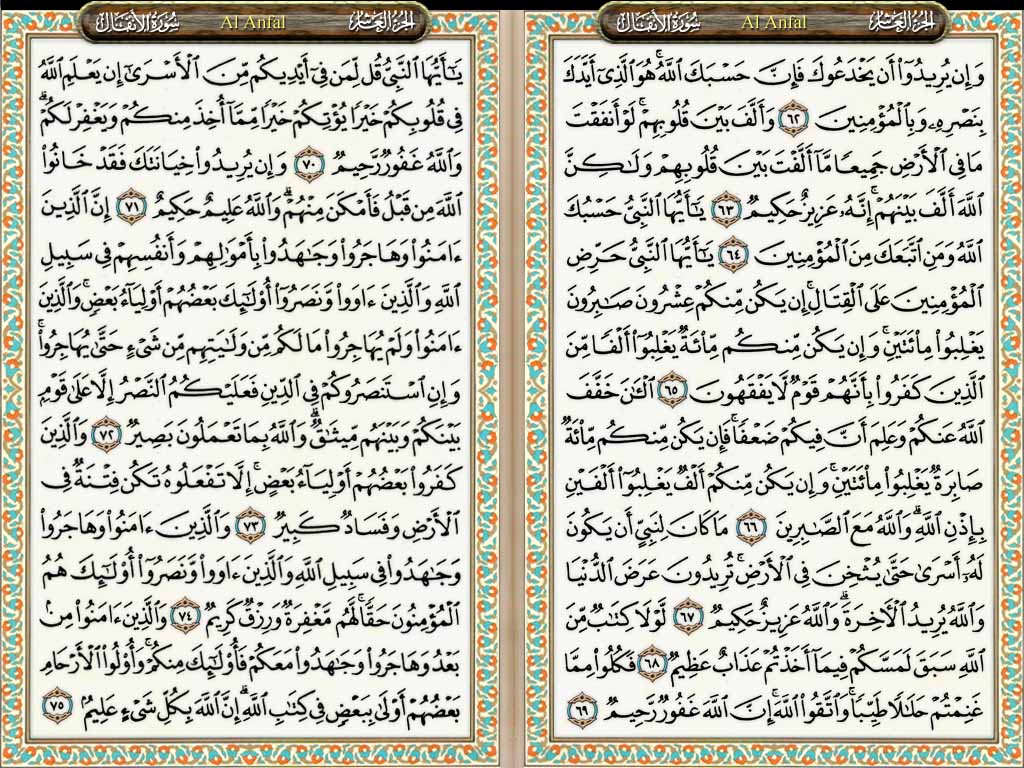 الجزء العاشر Al Anfal سورة الأنفال
وَإِن يُرِيدُوٓا۟ أَن يَخْدَعُوكَ فَإِنَّ حَسْبَكَ ٱللَّهُ ۚ هُوَ ٱلَّذِىٓ أَيَّدَكَ
بِنَصْرِهِۦ وَبِٱلْمُؤْمِنِينَ ٦٢ وَأَلَّفَ بَيْنَ قُلُوبِهِمْ ۚ لَوْ أَنفَقْتَ
مَا فِى ٱلْأَرْضِ جَمِيعًا مَّآ أَلَّفْتَ بَيْنَ قُلُوبِهِمْ وَلَـٰكِنَّ
ٱللَّهَ أَلَّفَ بَيْنَهُمْ ۚ إِنَّهُۥ عَزِيزٌ حَكِيمٌ ٦٣ يَـٰٓأَيُّهَا ٱلنَّبِىُّ حَسْبُكَ
ٱللَّهُ وَمَنِ ٱتَّبَعَكَ مِنَ ٱلْمُؤْمِنِينَ ٦٤ يَـٰٓأَيُّهَا ٱلنَّبِىُّ حَرِّضِ
ٱلْمُؤْمِنِينَ عَلَى ٱلْقِتَالِ ۚ إِن يَكُن مِّنكُمْ عِشْرُونَ صَـٰبِرُونَ
يَغْلِبُوا۟ مِا۟ئَتَيْنِ ۚ وَإِن يَكُن مِّنكُم مِّا۟ئَةٌ يَغْلِبُوٓا۟ أَلْفًا مِّنَ
ٱلَّذِينَ كَفَرُوا۟ بِأَنَّهُمْ قَوْمٌ لَّا يَفْقَهُونَ ٦٥ ٱلْـَٔـٰنَ خَفَّفَ
ٱللَّهُ عَنكُمْ وَعَلِمَ أَنَّ فِيكُمْ ضَعْفًا ۚ فَإِن يَكُن مِّنكُم مِّا۟ئَةٌ
صَابِرَةٌ يَغْلِبُوا۟ مِا۟ئَتَيْنِ ۚ وَإِن يَكُن مِّنكُمْ أَلْفٌ يَغْلِبُوٓا۟ أَلْفَيْنِ
بِإِذْنِ ٱللَّهِ ۗ وَٱللَّهُ مَعَ ٱلصَّـٰبِرِينَ ٦٦ مَا كَانَ لِنَبِىٍّ أَن يَكُونَ
لَهُۥٓ أَسْرَىٰ حَتَّىٰ يُثْخِنَ فِى ٱلْأَرْضِ ۚ تُرِيدُونَ عَرَضَ ٱلدُّنْيَا
وَٱللَّهُ يُرِيدُ ٱلْـَٔاخِرَةَ ۗ وَٱللَّهُ عَزِيزٌ حَكِيمٌ ٦٧ لَّوْلَا كِتَـٰبٌ مِّنَ
ٱللَّهِ سَبَقَ لَمَسَّكُمْ فِيمَآ أَخَذْتُمْ عَذَابٌ عَظِيمٌ ٦٨ فَكُلُوا۟ مِمَّا
غَنِمْتُمْ حَلَـٰلًا طَيِّبًا ۚ وَٱتَّقُوا۟ ٱللَّهَ ۚ إِنَّ ٱللَّهَ غَفُورٌ رَّحِيمٌ ٦٩
الجزء العاشر Al Anfal سورة الأنفال
يَـٰٓأَيُّهَا ٱلنَّبِىُّ قُل لِّمَن فِىٓ أَيْدِيكُم مِّنَ ٱلْأَسْرَىٰٓ إِن يَعْلَمِ ٱللَّهُ
فِى قُلُوبِكُمْ خَيْرًا يُؤْتِكُمْ خَيْرًا مِّمَّآ أُخِذَ مِنكُمْ وَيَغْفِرْ لَكُمْ ۗ
وَٱللَّهُ غَفُورٌ رَّحِيمٌ ٧٠ وَإِن يُرِيدُوا۟ خِيَانَتَكَ فَقَدْ خَانُوا۟
ٱللَّهَ مِن قَبْلُ فَأَمْكَنَ مِنْهُمْ ۗ وَٱللَّهُ عَلِيمٌ حَكِيمٌ ٧١ إِنَّ ٱلَّذِينَ
ءَامَنُوا۟ وَهَاجَرُوا۟ وَجَـٰهَدُوا۟ بِأَمْوَٰلِهِمْ وَأَنفُسِهِمْ فِى سَبِيلِ
ٱللَّهِ وَٱلَّذِينَ ءَاوَوا۟ وَّنَصَرُوٓا۟ أُو۟لَـٰٓئِكَ بَعْضُهُمْ أَوْلِيَآءُ بَعْضٍ ۚ وَٱلَّذِينَ
ءَامَنُوا۟ وَلَمْ يُهَاجِرُوا۟ مَا لَكُم مِّن وَلَـٰيَتِهِم مِّن شَىْءٍ حَتَّىٰ يُهَاجِرُوا۟ ۚ
وَإِنِ ٱسْتَنصَرُوكُمْ فِى ٱلدِّينِ فَعَلَيْكُمُ ٱلنَّصْرُ إِلَّا عَلَىٰ قَوْمٍۭ
بَيْنَكُمْ وَبَيْنَهُم مِّيثَـٰقٌ ۗ وَٱللَّهُ بِمَا تَعْمَلُونَ بَصِيرٌ ٧٢ وَٱلَّذِينَ
كَفَرُوا۟ بَعْضُهُمْ أَوْلِيَآءُ بَعْضٍ ۚ إِلَّا تَفْعَلُوهُ تَكُن فِتْنَةٌ فِى
ٱلْأَرْضِ وَفَسَادٌ كَبِيرٌ ٧٣ وَٱلَّذِينَ ءَامَنُوا۟ وَهَاجَرُوا۟
وَجَـٰهَدُوا۟ فِى سَبِيلِ ٱللَّهِ وَٱلَّذِينَ ءَاوَوا۟ وَّنَصَرُوٓا۟ أُو۟لَـٰٓئِكَ هُمُ
ٱلْمُؤْمِنُونَ حَقًّا ۚ لَّهُم مَّغْفِرَةٌ وَرِزْقٌ كَرِيمٌ ٧٤ وَٱلَّذِينَ ءَامَنُوا۟ مِنۢ
بَعْدُ وَهَاجَرُوا۟ وَجَـٰهَدُوا۟ مَعَكُمْ فَأُو۟لَـٰٓئِكَ مِنكُمْ ۚ وَأُو۟لُوا۟ ٱلْأَرْحَامِ
بَعْضُهُمْ أَوْلَىٰ بِبَعْضٍ فِى كِتَـٰبِ ٱللَّهِ ۗ إِنَّ ٱللَّهَ بِكُلِّ شَىْءٍ عَلِيمٌۢ ٧٥